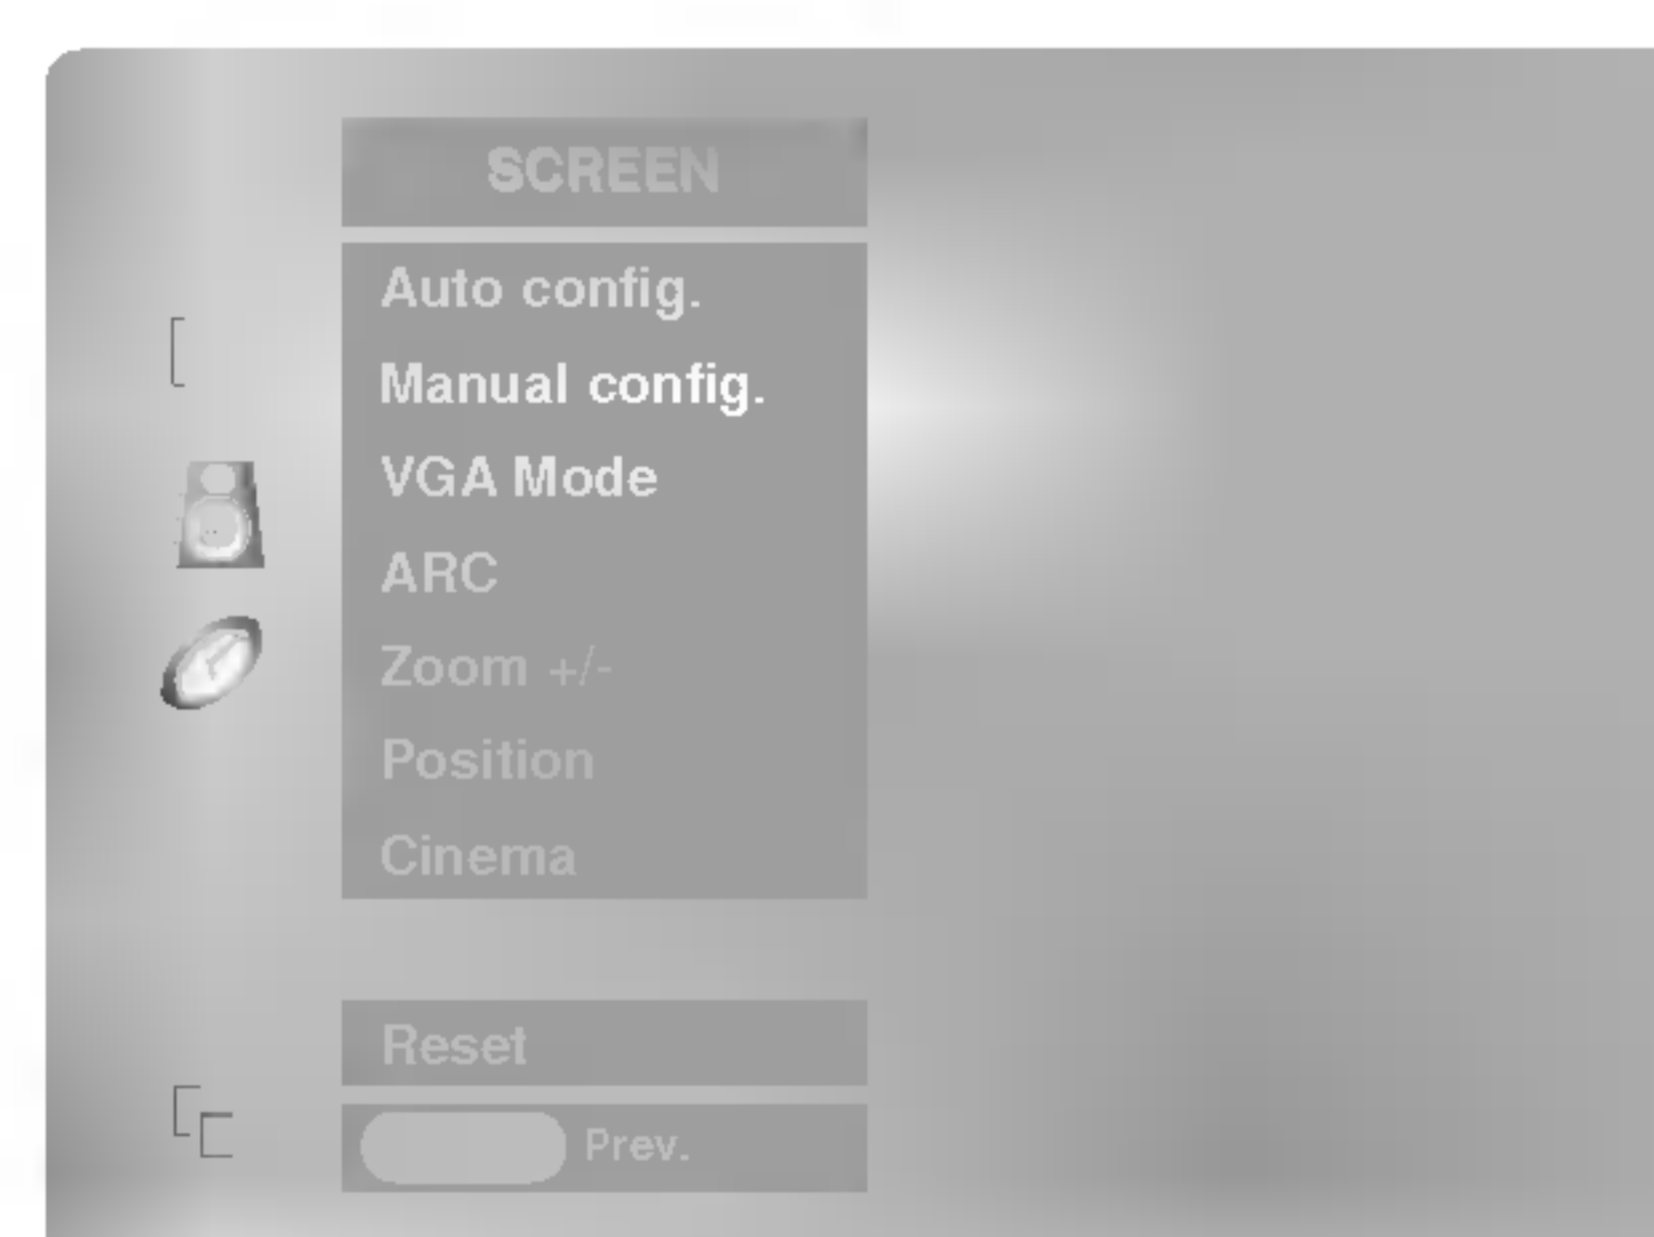 SCREEN
Auto config.
Manual config.
VGA Mode
ARC
Zoom +/-
Position
Cinema
Reset
Prev.